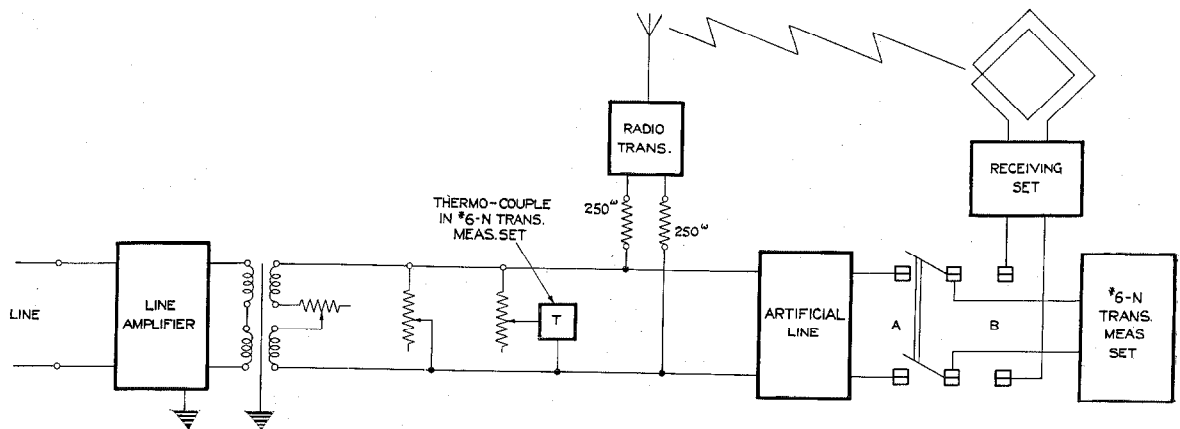 RADIO
TRANS.
THERMO-COUPLE
IN #6-N TRANS.
MEAS. SET
250ω
250ω
RECEIVING
SET
LINE
LINE
AMPLIFIER
T
ARTIFICIAL
LINE
A
B
#6-N
TRANS.
MEAS
SET